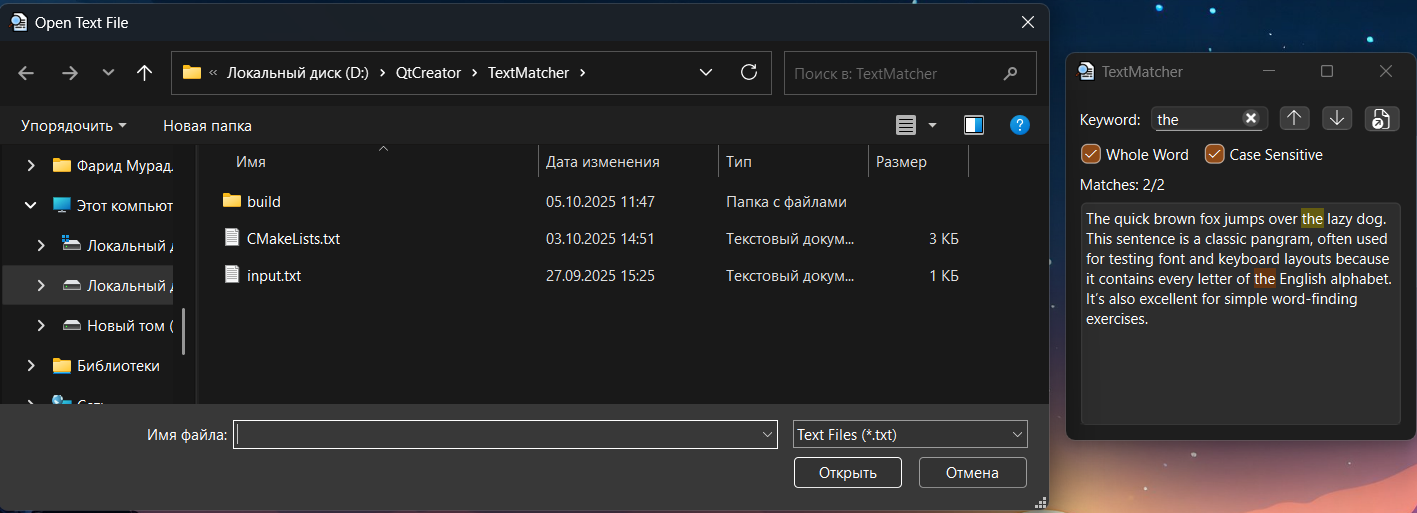 Open Text File
« Локальный диск (D:) > QtCreator > TextMatcher >
Поиск в: TextMatcher
Упорядочить
Новая папка
Имя
Дата изменения
Тип
Размер
Фарид Мурад.
Этот компьют
Локальный д
Локальный д
Новый том (
Библиотеки
build 05.10.2025 11:47 Папка с файлами
CMakeLists.txt 03.10.2025 14:51 Текстовый докум... 3 КБ
input.txt 27.09.2025 15:25 Текстовый докум... 1 КБ
Имя файла:
Text Files (*.txt)
Открыть
Отмена
TextMatcher
Keyword: the
Whole Word
Case Sensitive
Matches: 2/2
The quick brown fox jumps over the lazy dog.
This sentence is a classic pangram, often used
for testing font and keyboard layouts because
it contains every letter of the English alphabet.
It’s also excellent for simple word-finding
exercises.